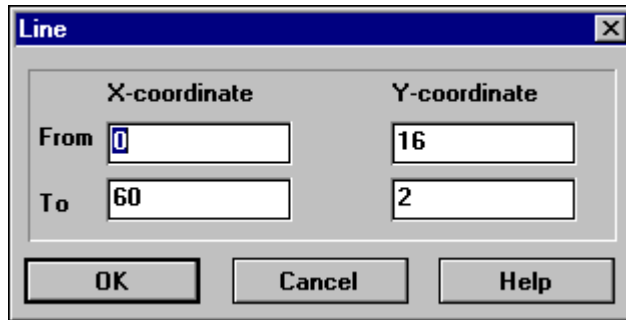 Line
X-coordinate Y-coordinate
From 0 16
To 60 2
OK Cancel Help